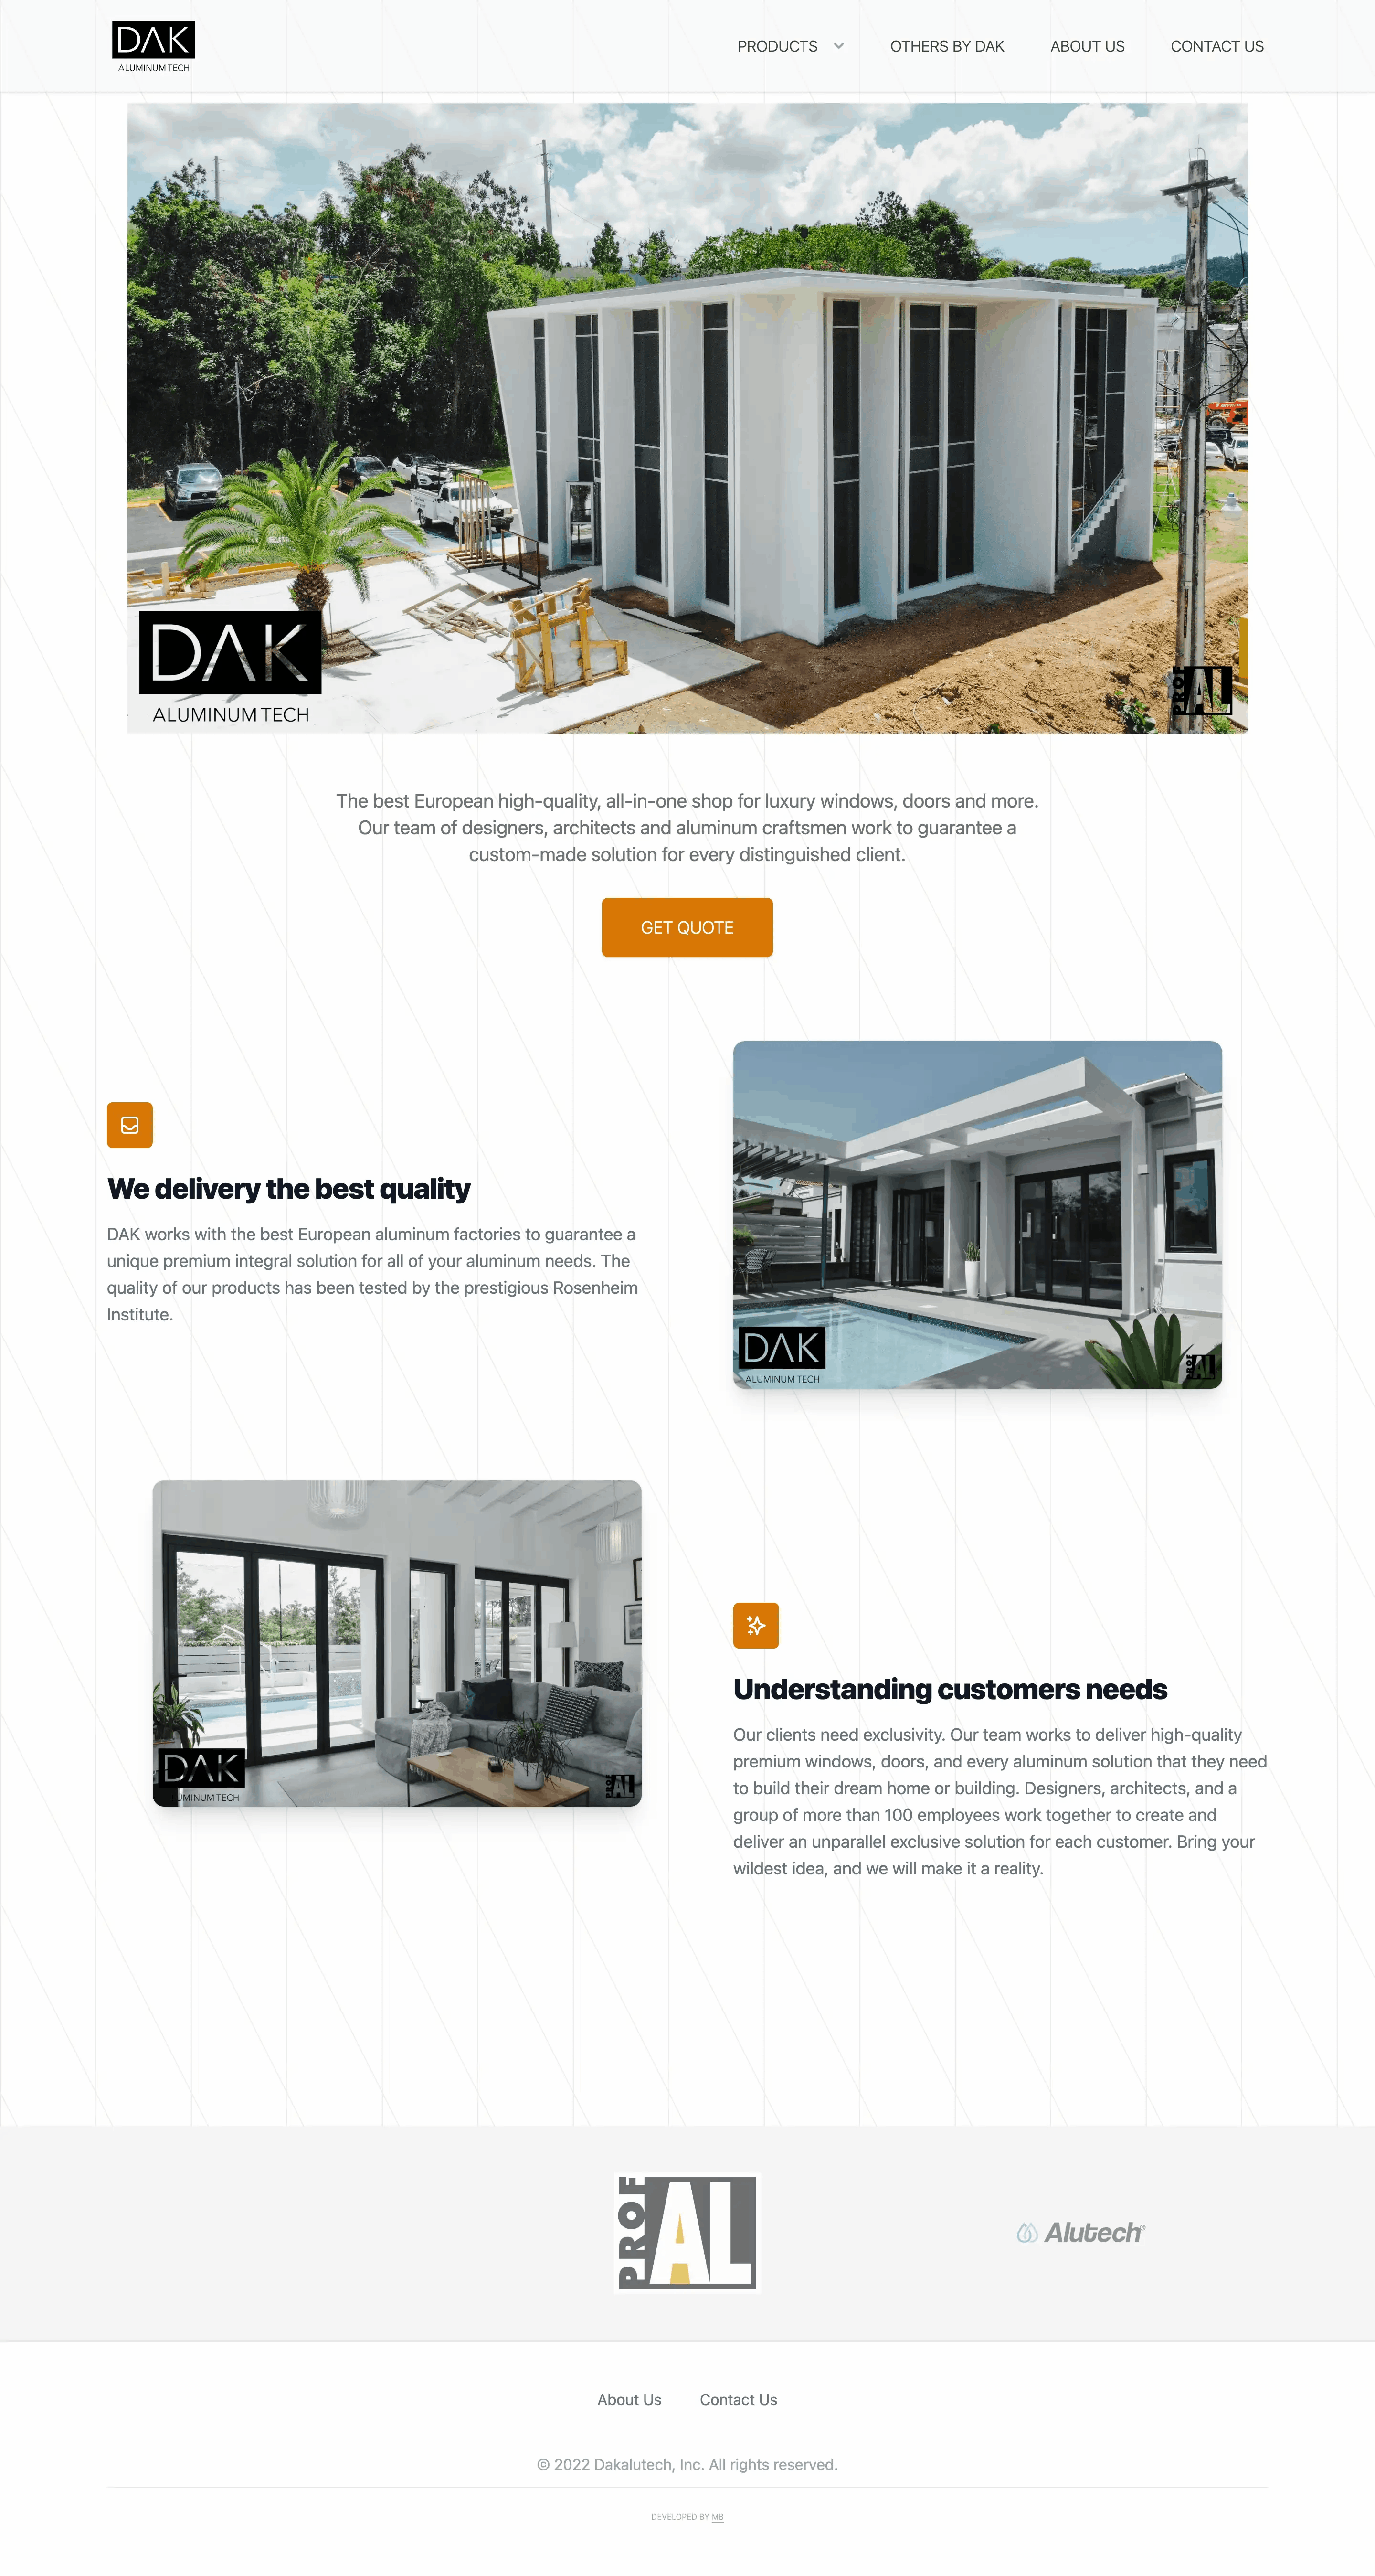 DAK
ALUMINUM TECH
PRODUCTS
OTHERS BY DAK
ABOUT US
CONTACT US
DAK
ALUMINUM TECH
PROF AL
The best European high-quality, all-in-one shop for luxury windows, doors and more.
Our team of designers, architects and aluminum craftsmen work to guarantee a
custom-made solution for every distinguished client.
GET QUOTE
We delivery the best quality
DAK works with the best European aluminum factories to guarantee a
unique premium integral solution for all of your aluminum needs. The
quality of our products has been tested by the prestigious Rosenheim
Institute.
DAK
ALUMINUM TECH
PROF AL
DAK
ALUMINUM TECH
PROF AL
Understanding customers needs
Our clients need exclusivity. Our team works to deliver high-quality
premium windows, doors, and every aluminum solution that they need
to build their dream home or building. Designers, architects, and a
group of more than 100 employees work together to create and
deliver an unparallel exclusive solution for each customer. Bring your
wildest idea, and we will make it a reality.
PROF AL
Alutech®
About Us
Contact Us
© 2022 Dakalutech, Inc. All rights reserved.
DEVELOPED BY MB